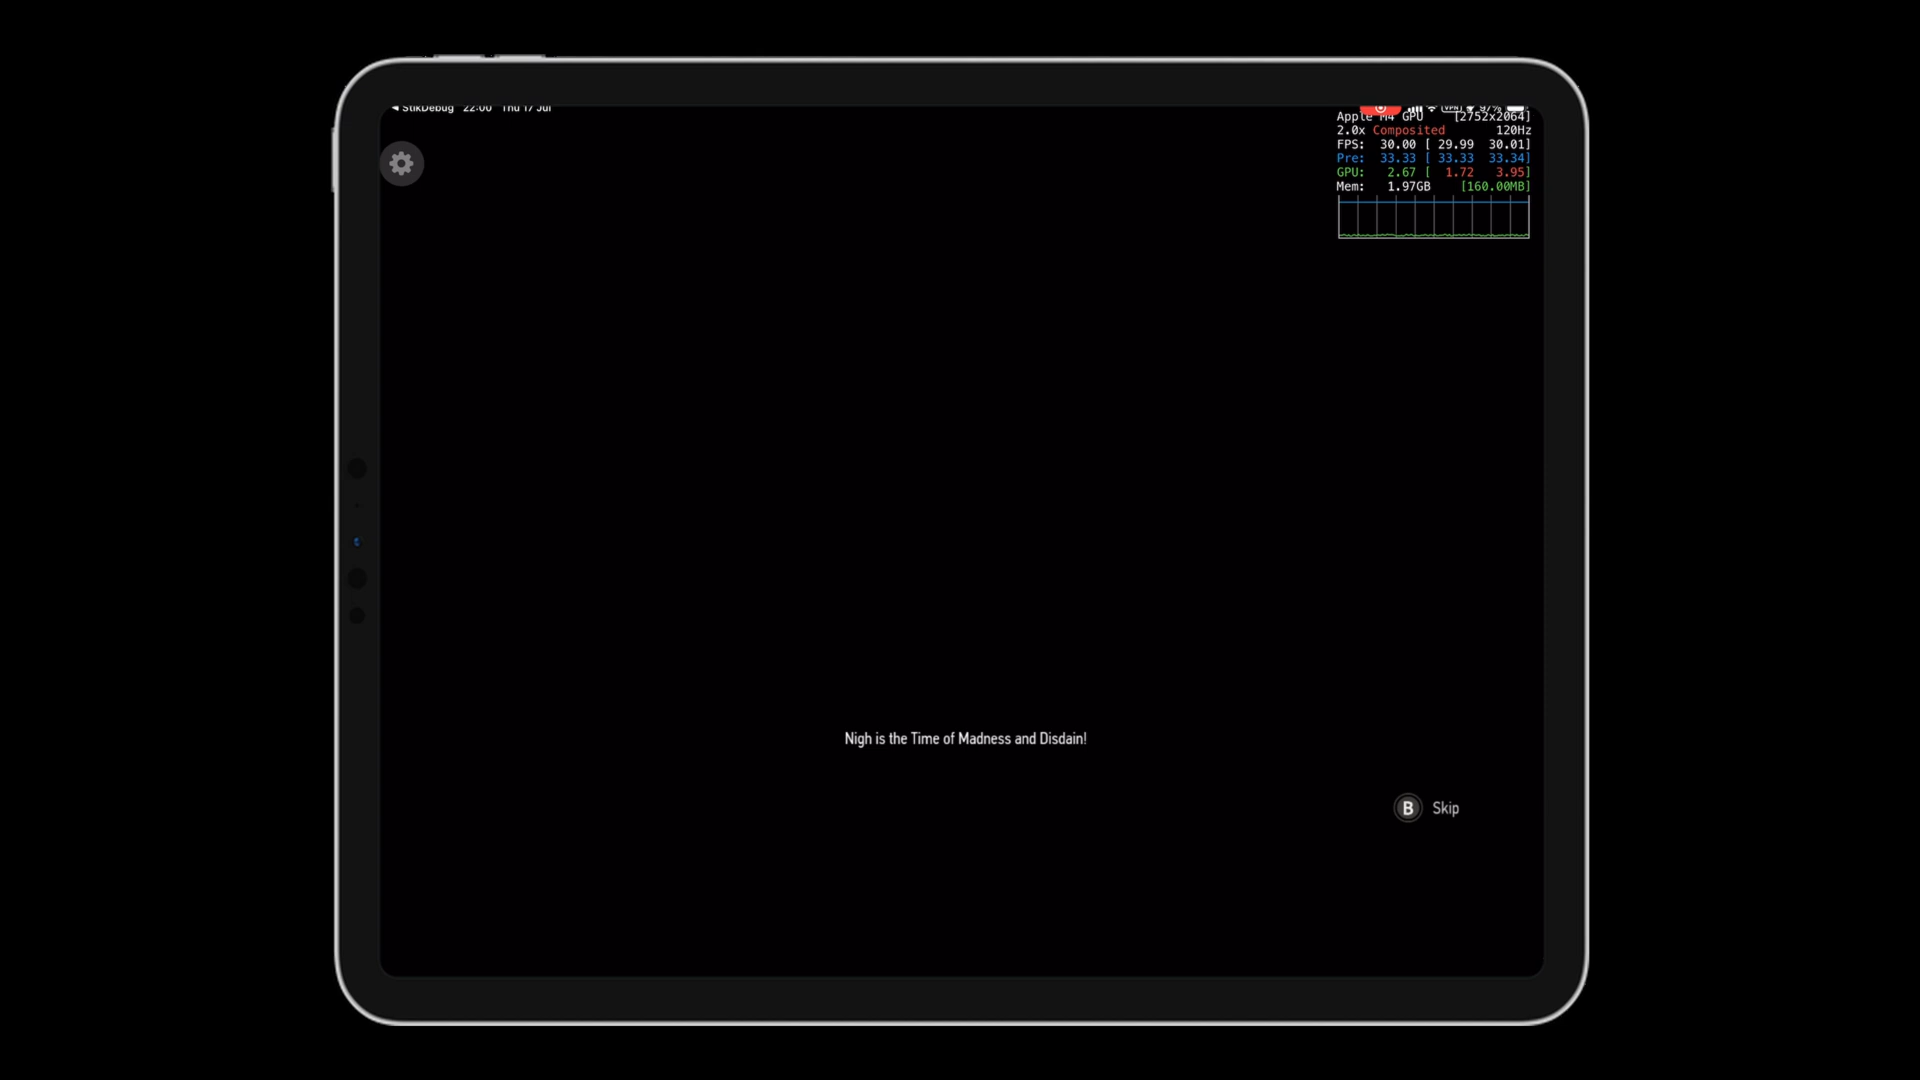 ◀ StikDebug 22:00 Thu 17 Jul
VPN 97%
Apple M4 GPU [2752x2064]
2.0x Composited 120Hz
FPS: 30.00 [ 29.99 30.01]
Pre: 33.33 [ 33.33 33.34]
GPU: 2.67 [ 1.72 3.95]
Mem: 1.97GB [160.00MB]
Nigh is the Time of Madness and Disdain!
B Skip